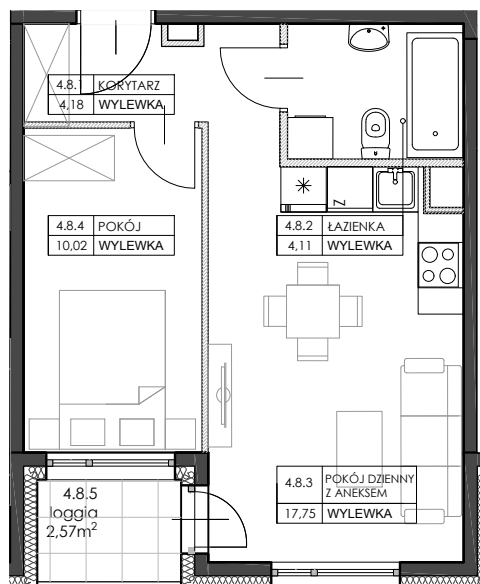 4.8.1 KORYTARZ
4,18 WYLEWKA
4.8.4 POKÓJ
10,02 WYLEWKA
Z
4.8.2 ŁAZIENKA
4,11 WYLEWKA
4.8.3 POKÓJ DZIENNY
Z ANEKSEM
17,75 WYLEWKA
4.8.5
loggia
2,57m²